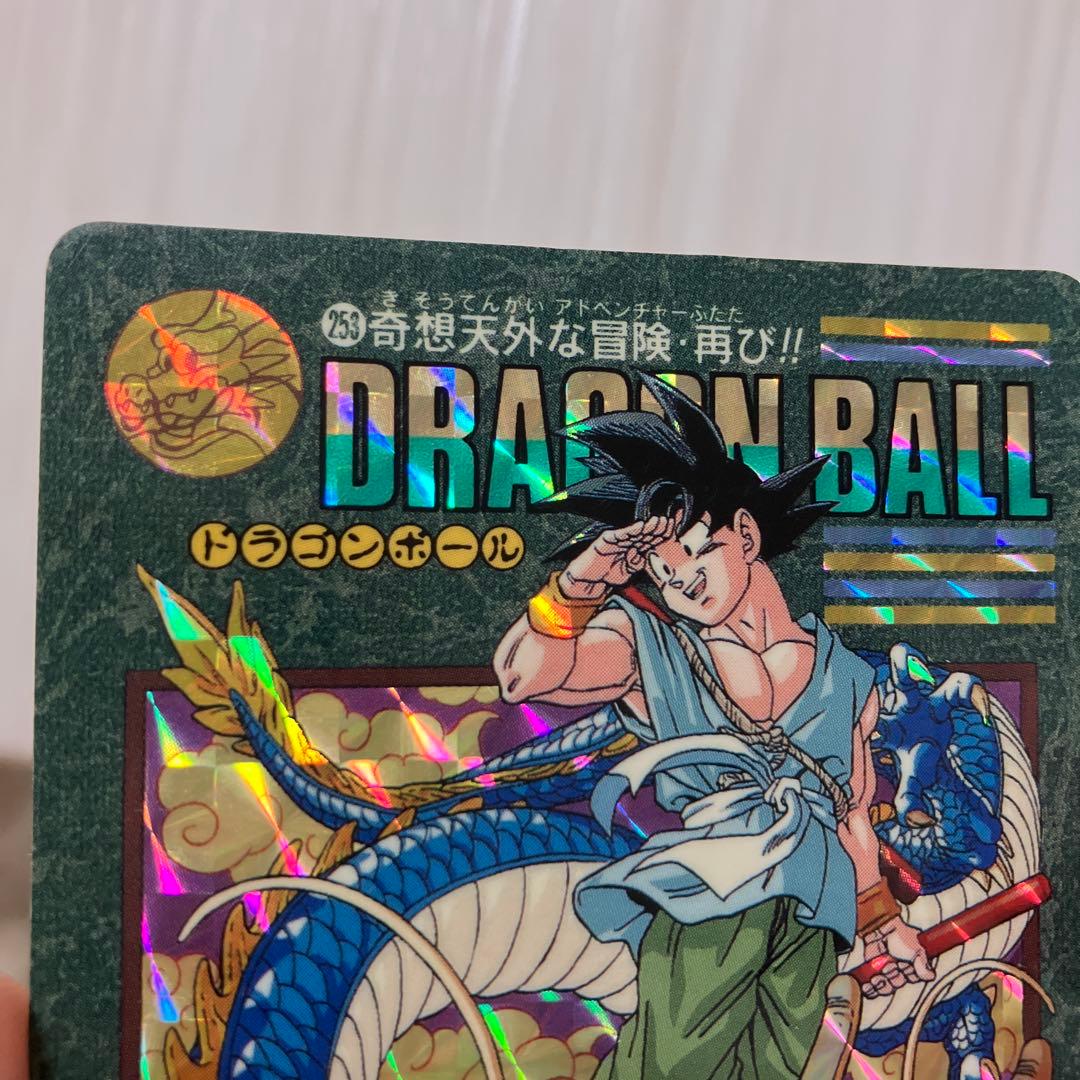 きそうてんがい アドベンチャー ふたた
253 奇想天外な冒険・再び!!
DRAGON BALL
ドラゴンボール